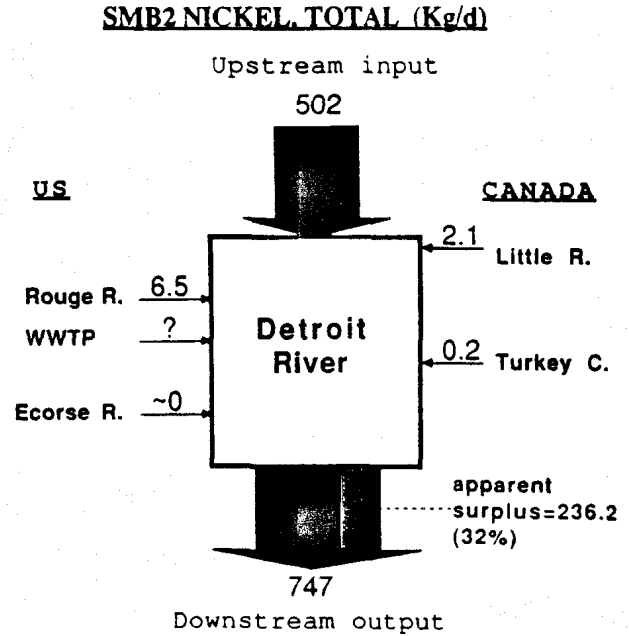 SMB2 NICKEL, TOTAL (Kg/d)
Upstream input
502
US
CANADA
2.1
Little R.
Rouge R.
6.5
WWTP
?
Detroit
River
0.2
Turkey C.
Ecorse R.
~0
apparent
surplus=236.2
(32%)
747
Downstream output